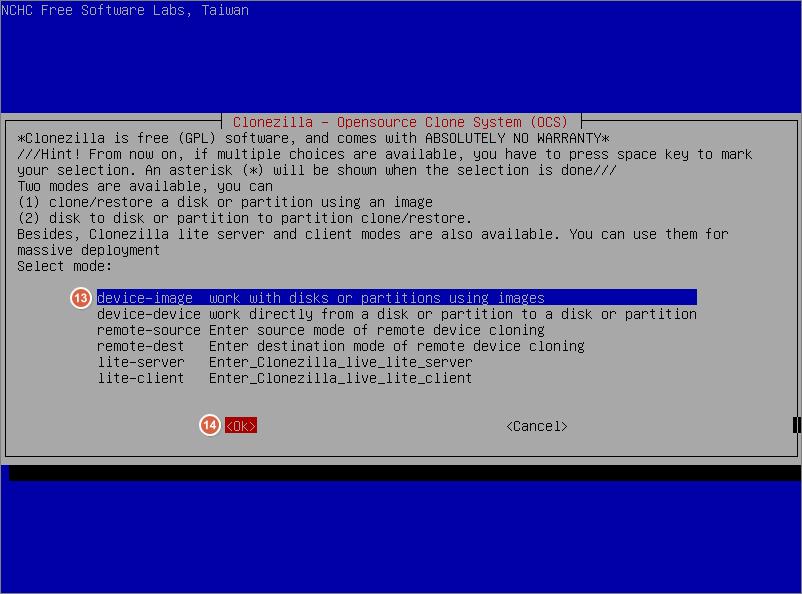 NCHC Free Software Labs, Taiwan
Clonezilla - Opensource Clone System (OCS)
*Clonezilla is free (GPL) software, and comes with ABSOLUTELY NO WARRANTY*
///Hint! From now on, if multiple choices are available, you have to press space key to mark
your selection. An asterisk (*) will be shown when the selection is done///
Two modes are available, you can
(1) clone/restore a disk or partition using an image
(2) disk to disk or partition to partition clone/restore.
Besides, Clonezilla lite server and client modes are also available. You can use them for
massive deployment
Select mode:
13 device-image work with disks or partitions using images
device-device work directly from a disk or partition to a disk or partition
remote-source Enter source mode of remote device cloning
remote-dest Enter destination mode of remote device cloning
lite-server Enter_Clonezilla_live_lite_server
lite-client Enter_Clonezilla_live_lite_client
14 <Ok> <Cancel>